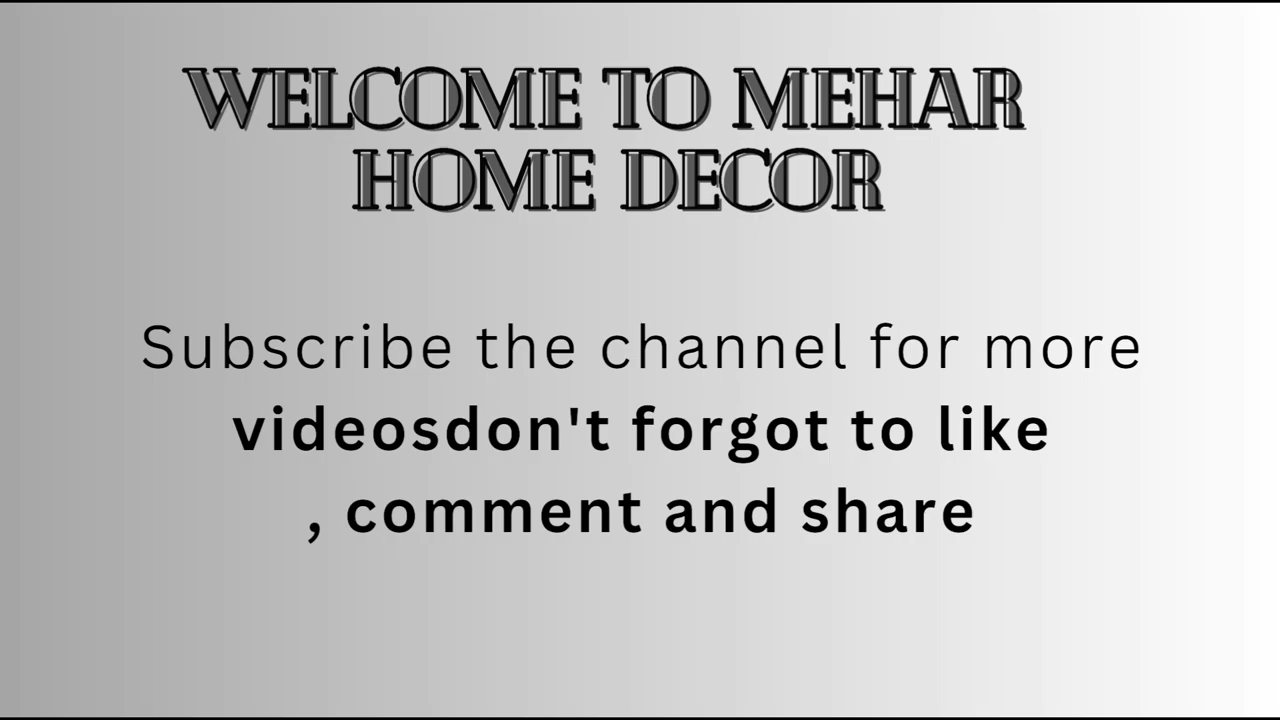 WELCOME TO MEHAR
HOME DECOR
Subscribe the channel for more
videosdon't forgot to like
, comment and share